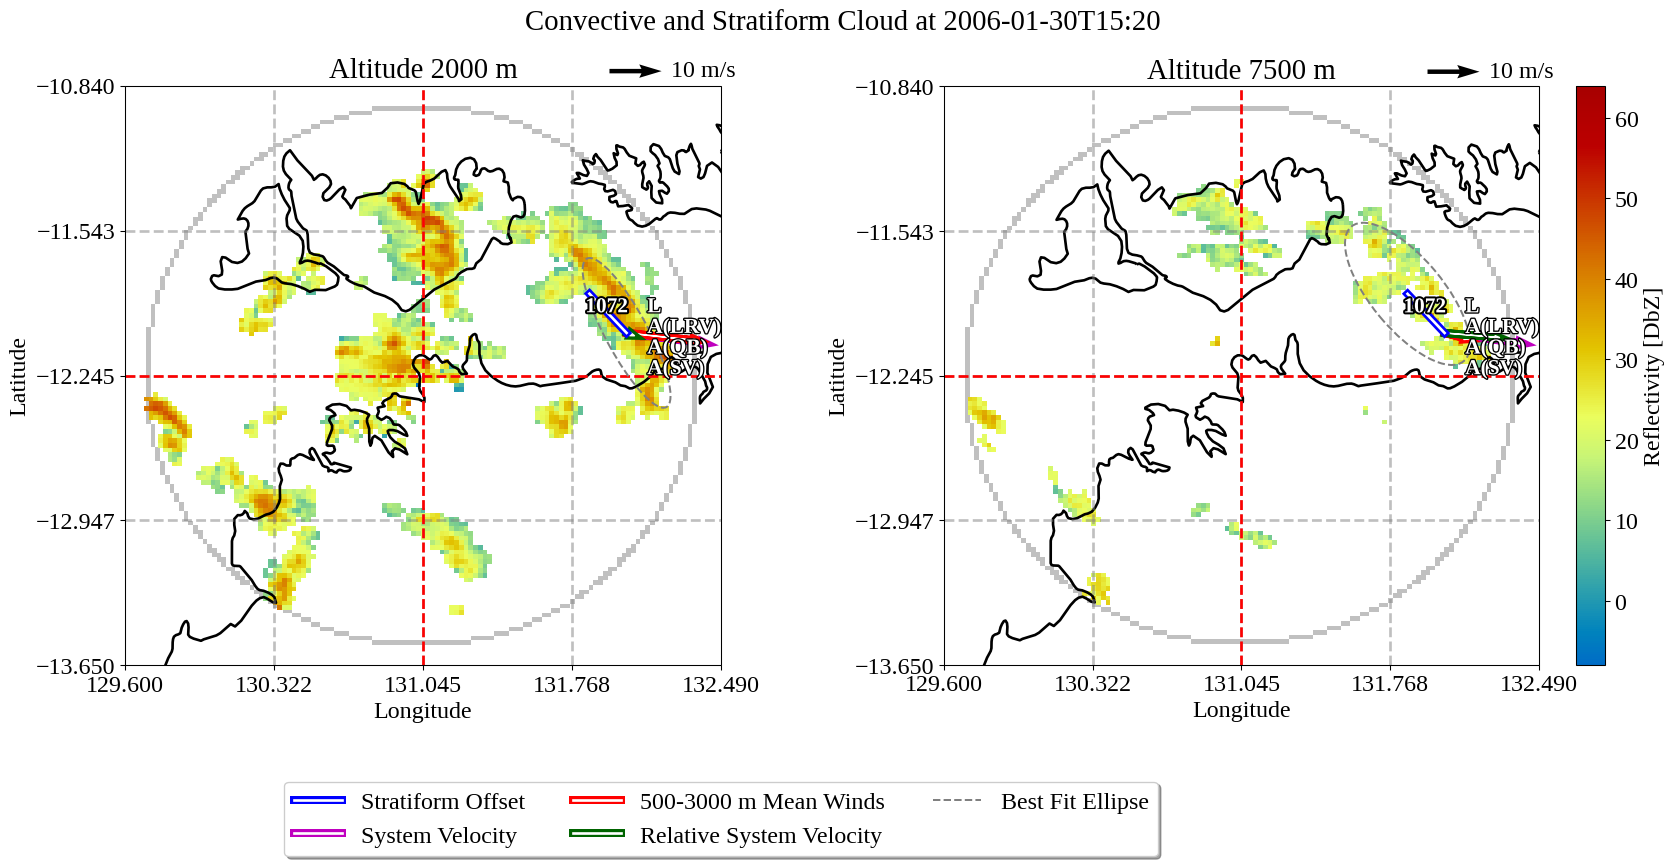 Convective and Stratiform Cloud at 2006-01-30T15:20
Altitude 2000 m
10 m/s
−10.840
−11.543
−12.245
−12.947
−13.650
129.600
130.322
131.045
131.768
132.490
Latitude
Longitude
1072
L
A(LRV)
A(QB)
A(SV)
Altitude 7500 m
10 m/s
−10.840
−11.543
−12.245
−12.947
−13.650
129.600
130.322
131.045
131.768
132.490
Latitude
Longitude
1072
L
A(LRV)
A(QB)
A(SV)
60
50
40
30
20
10
0
Reflectivity [DbZ]
Stratiform Offset
System Velocity
500-3000 m Mean Winds
Relative System Velocity
Best Fit Ellipse